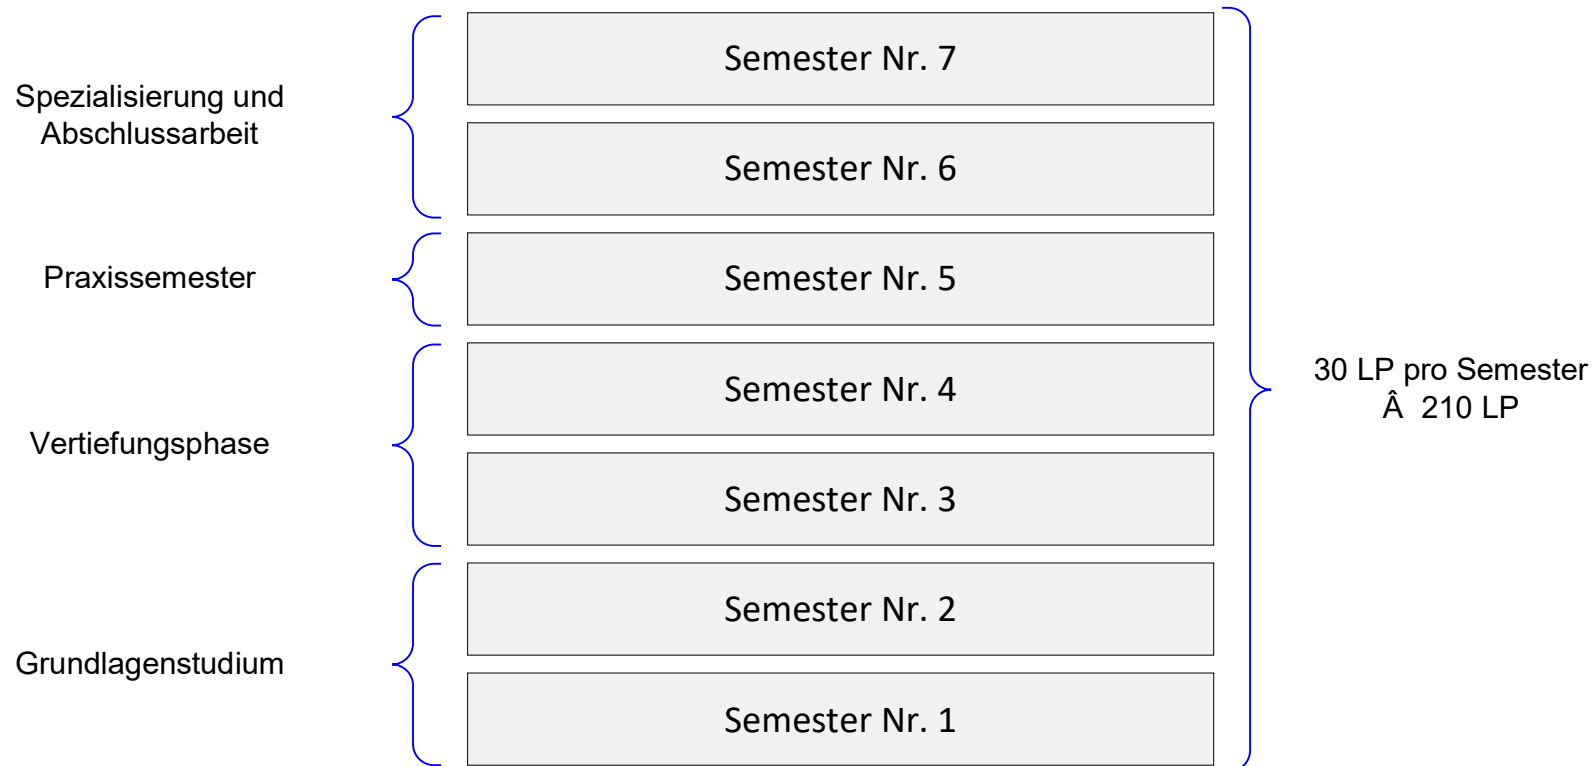 Spezialisierung und
Abschlussarbeit
Semester Nr. 7
Semester Nr. 6
Praxissemester
Semester Nr. 5
Vertiefungsphase
Semester Nr. 4
Semester Nr. 3
Grundlagenstudium
Semester Nr. 2
Semester Nr. 1
30 LP pro Semester
Â 210 LP